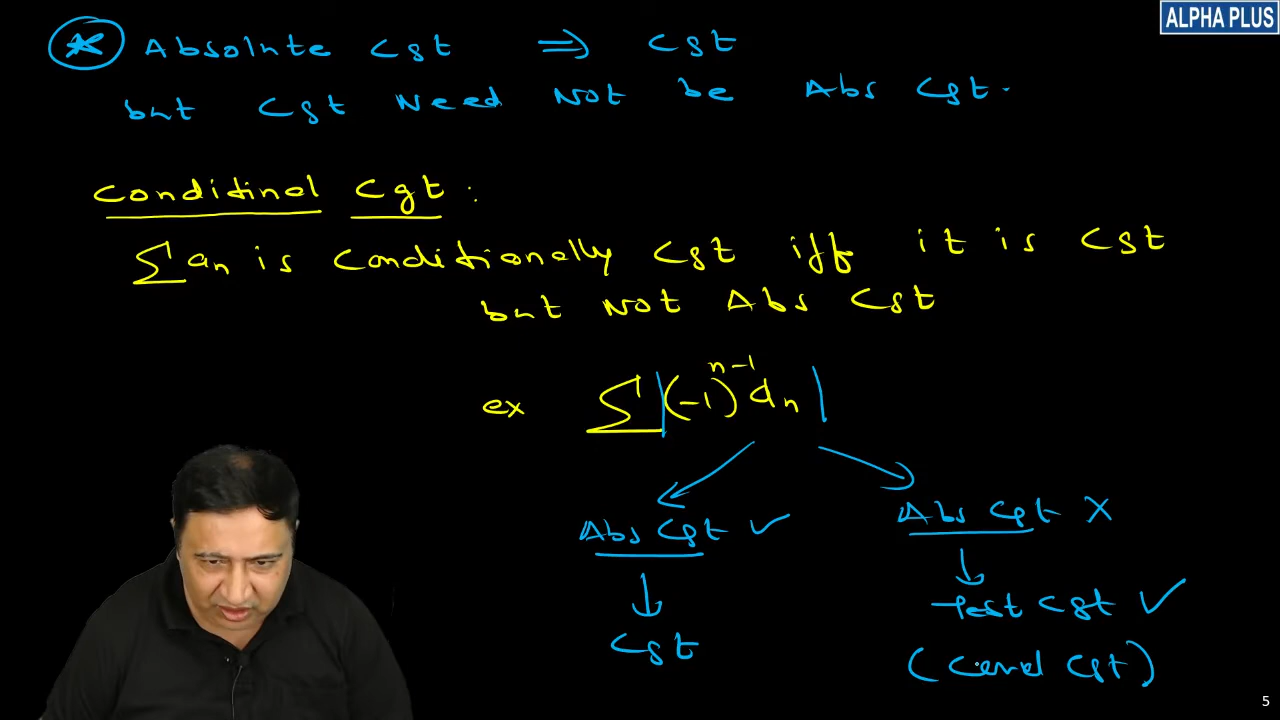 ALPHA PLUS
* Absolute Cgt ⇒ Cgt
but Cgt Need Not be Abs Cgt.
Conditinal Cgt :
Σ an is Conditionally Cgt iff it is Cgt
but Not Abs Cgt
ex Σ |(-1)^{n-1} dn|
Abs Cgt ✓ Abs Cgt X
↓ ↓
Cgt Test Cgt ✓
(Cond Cgt)
5